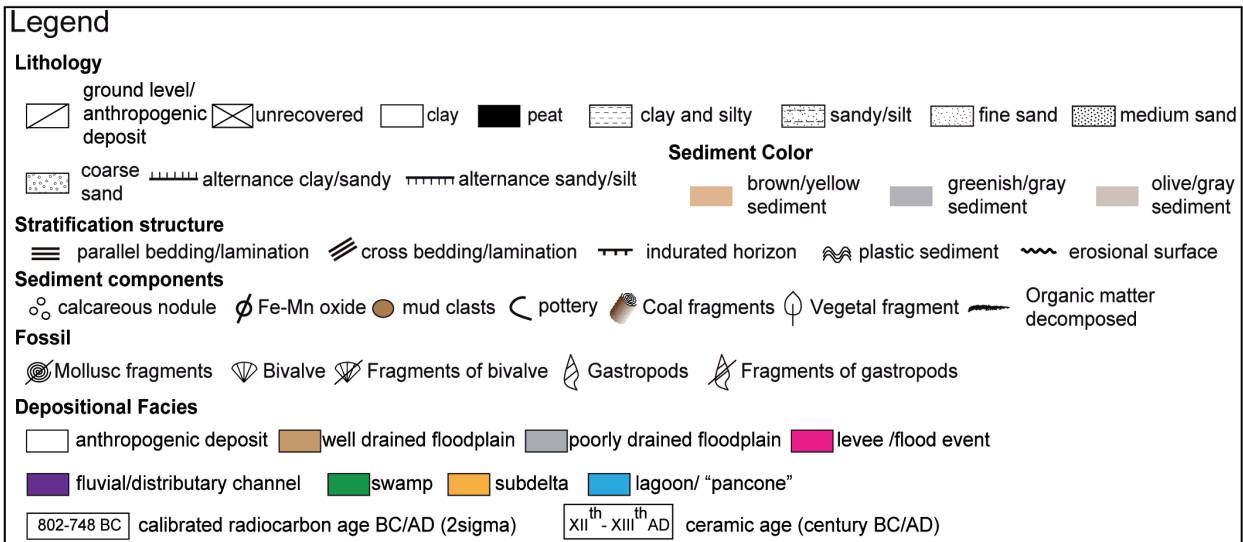 Legend
Lithology
ground level/
anthropogenic
deposit
unrecovered
clay
peat
clay and silty
sandy/silt
fine sand
medium sand
coarse
sand
alternance clay/sandy
alternance sandy/silt
Sediment Color
brown/yellow
sediment
greenish/gray
sediment
olive/gray
sediment
Stratification structure
parallel bedding/lamination
cross bedding/lamination
indurated horizon
plastic sediment
erosional surface
Sediment components
calcareous nodule
Fe-Mn oxide
mud clasts
pottery
Coal fragments
Vegetal fragment
Organic matter
decomposed
Fossil
Mollusc fragments
Bivalve
Fragments of bivalve
Gastropods
Fragments of gastropods
Depositional Facies
anthropogenic deposit
well drained floodplain
poorly drained floodplain
levee /flood event
fluvial/distributary channel
swamp
subdelta
lagoon/ “pancone”
802-748 BC
calibrated radiocarbon age BC/AD (2sigma)
XIIth- XIIIthAD
ceramic age (century BC/AD)